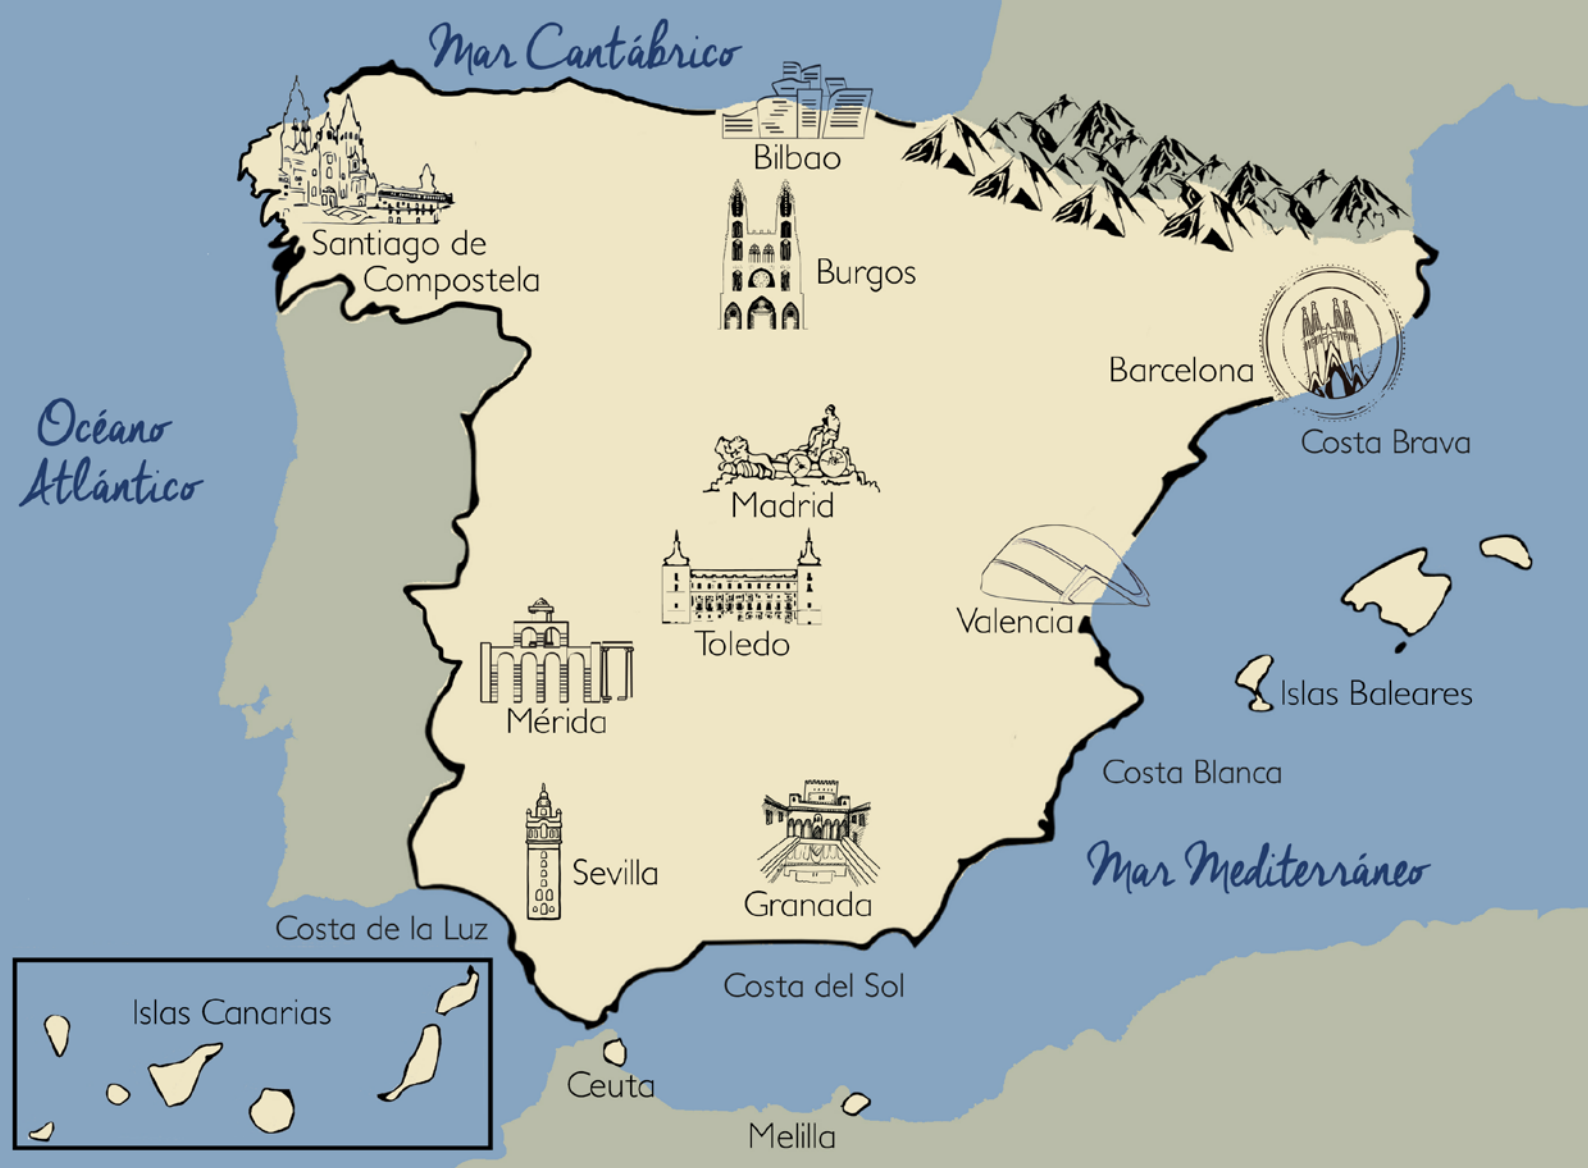 Mar Cantábrico
Bilbao
Santiago de
Compostela
Burgos
Barcelona
Océano
Atlántico
Costa Brava
Madrid
Valencia
Toledo
Islas Baleares
Mérida
Costa Blanca
Mar Mediterráneo
Sevilla
Granada
Costa de la Luz
Costa del Sol
Islas Canarias
Ceuta
Melilla